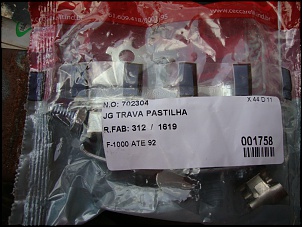 N.O: 702304
X 44 D 11
JG TRAVA PASTILHA
R.FAB: 312 / 1619
F-1000 ATE 92
001758